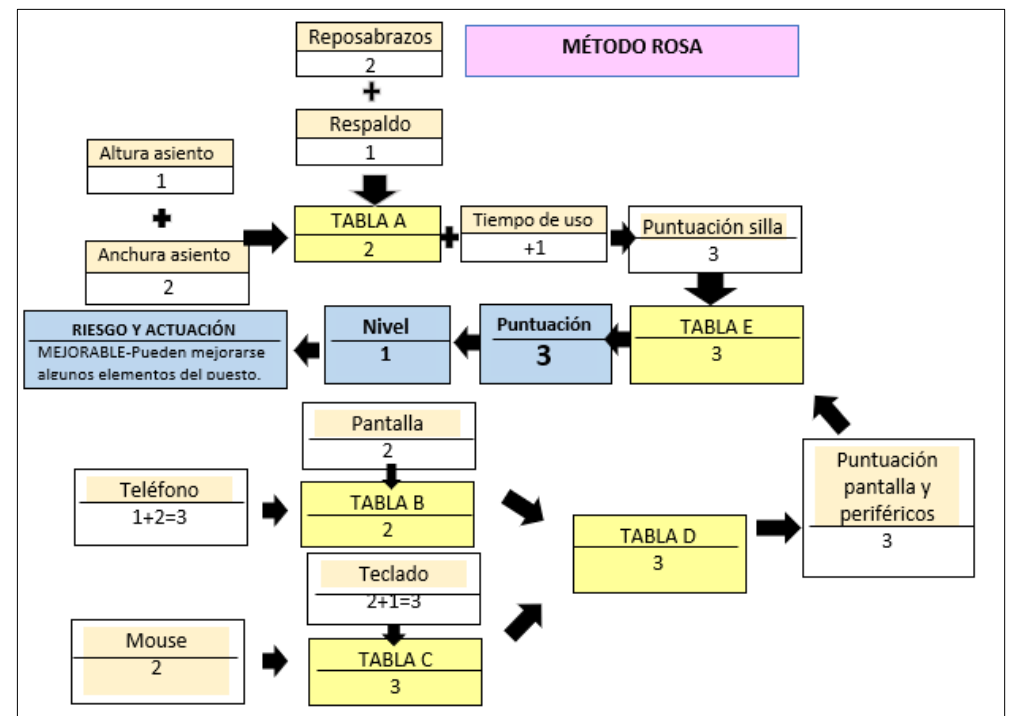 Reposabrazos
2
MÉTODO ROSA
+
Respaldo
1
Altura asiento
1
+
Anchura asiento
2
TABLA A
2
+
Tiempo de uso
+1
Puntuación silla
3
RIESGO Y ACTUACIÓN
MEJORABLE-Pueden mejorarse
algunos elementos del puesto.
Nivel
1
Puntuación
3
TABLA E
3
Pantalla
2
Teléfono
1+2=3
TABLA B
2
Puntuación
pantalla y
periféricos
3
TABLA D
3
Teclado
2+1=3
Mouse
2
TABLA C
3